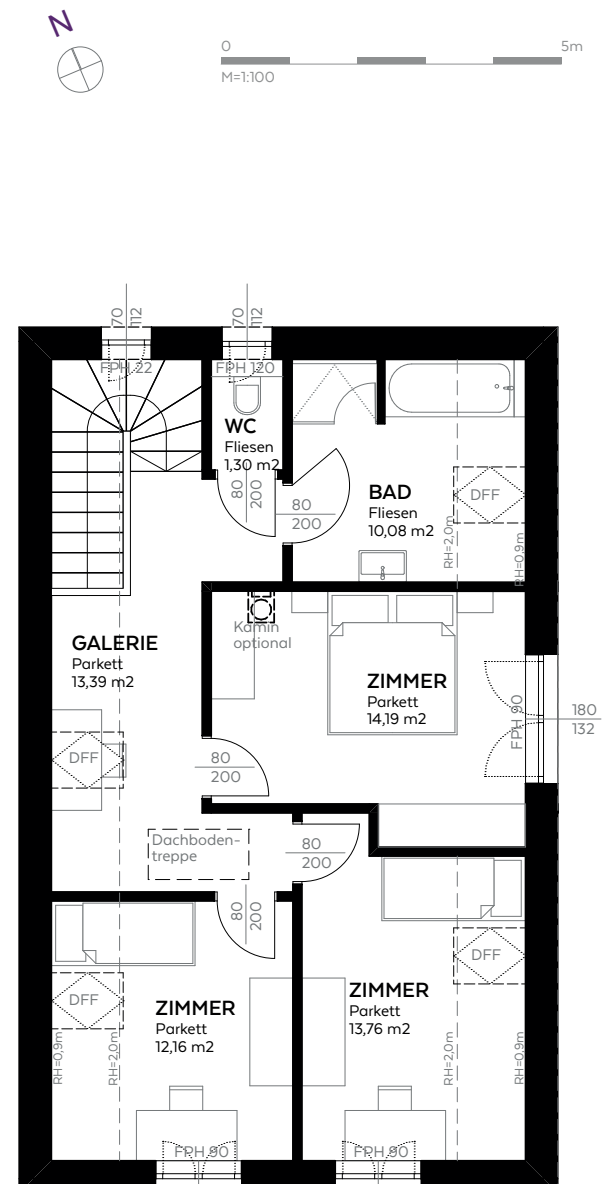 N
0
5m
M=1:100
70
112
70
112
FPH 22
FPH 120
WC
Fliesen
1,30 m2
80
200
80
200
BAD
Fliesen
10,08 m2
DFF
RH=2,0m
RH=0,9m
GALERIE
Parkett
13,39 m2
Kamin
optional
ZIMMER
Parkett
14,19 m2
FPH 90
180
132
DFF
80
200
Dachboden-
treppe
80
200
80
200
DFF
ZIMMER
Parkett
12,16 m2
DFF
ZIMMER
Parkett
13,76 m2
RH=0,9m
RH=2,0m
RH=2,0m
RH=0,9m
FPH 90
FPH 90